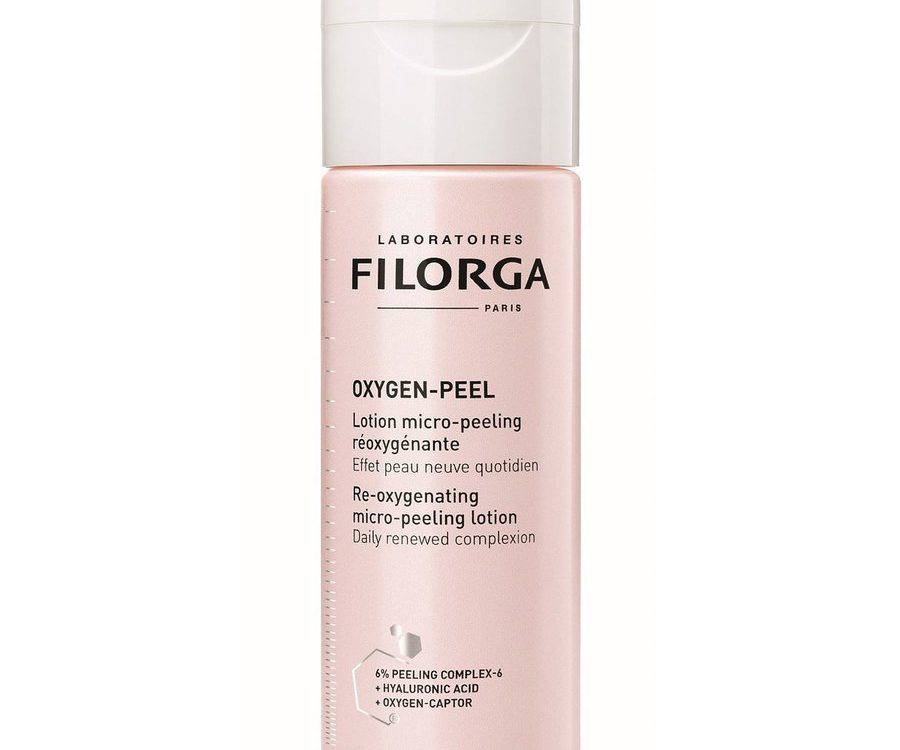 LABORATOIRES
FILORGA
PARIS
OXYGEN-PEEL
Lotion micro-peeling
réoxygénante
Effet peau neuve quotidien
Re-oxygenating
micro-peeling lotion
Daily renewed complexion
6% PEELING COMPLEX-6
+ HYALURONIC ACID
+ OXYGEN-CAPTOR
®